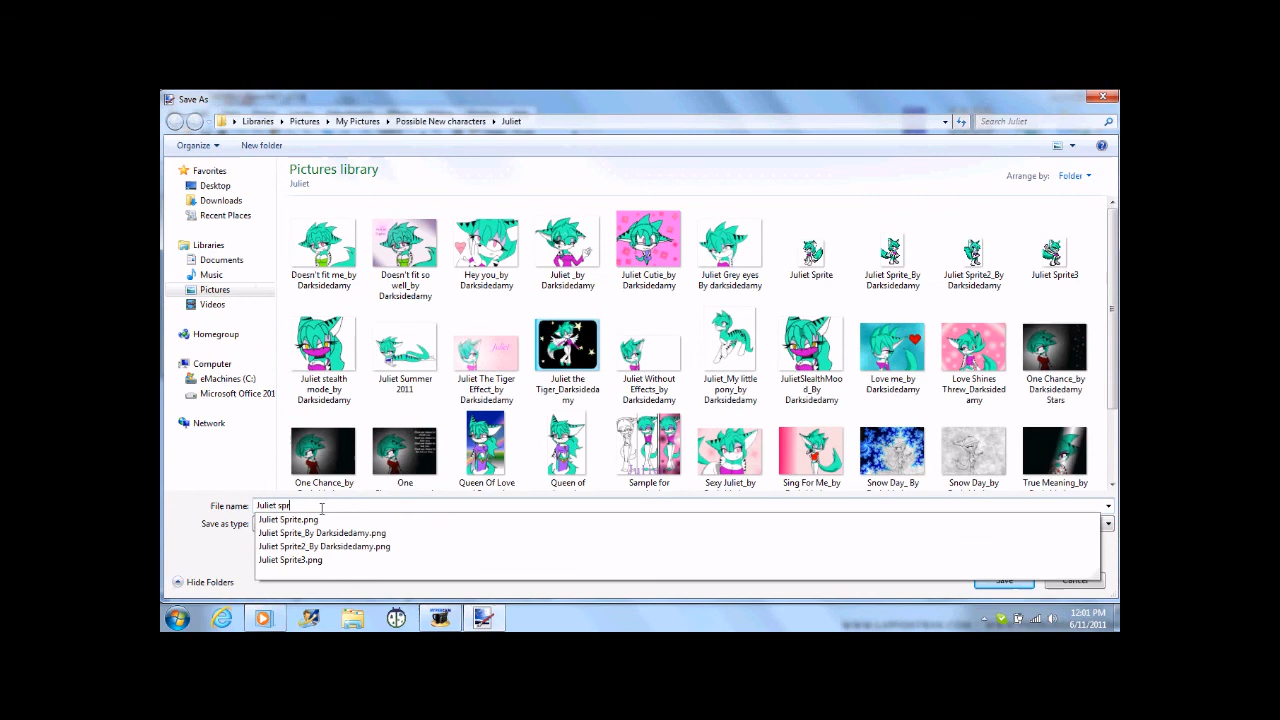 Save As
Libraries
Pictures
My Pictures
Possible New characters
Juliet
Search Juliet
Organize
New folder
Favorites
Desktop
Downloads
Recent Places
Libraries
Documents
Music
Pictures
Videos
Homegroup
Computer
eMachines (C:)
Microsoft Office 201
Network
Pictures library
Juliet
Arrange by: Folder
Doesn't fit me_by
Darksidedamy
Doesn't fit so
well_by
Darksidedamy
Hey you_by
Darksidedamy
Juliet _by
Darksidedamy
Juliet Cutie_by
Darksidedamy
Juliet Grey eyes
By darksidedamy
Juliet Sprite
Juliet Sprite_By
Darksidedamy
Juliet Sprite2_By
Darksidedamy
Juliet Sprite3
Juliet stealth
mode_by
Darksidedamy
Juliet Summer
2011
Juliet The Tiger
Effect_by
Darksidedamy
Juliet the
Tiger_Darksideda
my
Juliet Without
Effects_by
Darksidedamy
Juliet_My little
pony_by
Darksidedamy
JulietSlealthMoo
d_By
Darksidedamy
Love me_by
Darksidedamy
Love Shines
Threw_Darksided
amy
One Chance_by
Darksidedamy
Stars
One Chance_by
One
Queen Of Love
Queen of
Sample for
Sexy Juliet_by
Sing For Me_by
Snow Day_ By
Snow Day_by
True Meaning_by
File name: Juliet spr
Save as type:
Juliet Sprite.png
Juliet Sprite_By Darksidedamy.png
Juliet Sprite2_By Darksidedamy.png
Juliet Sprite3.png
Hide Folders
Save
Cancel
12:01 PM
6/11/2011